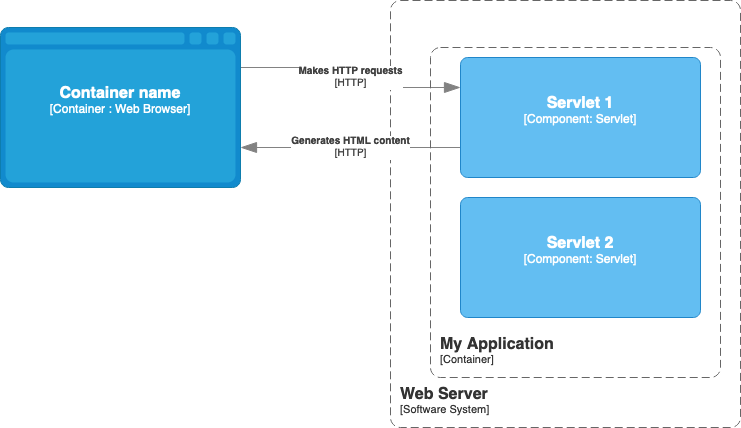 Container name
[Container : Web Browser]
Makes HTTP requests
[HTTP]
Generates HTML content
[HTTP]
Servlet 1
[Component: Servlet]
Servlet 2
[Component: Servlet]
My Application
[Container]
Web Server
[Software System]